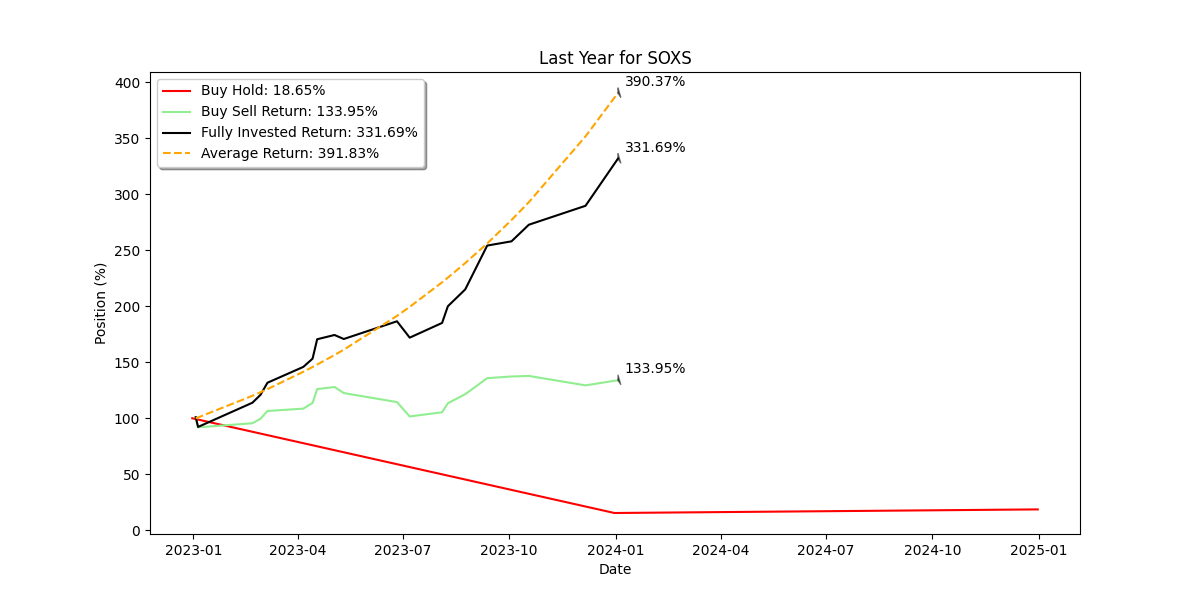 Last Year for SOXS
Buy Hold: 18.65%
Buy Sell Return: 133.95%
Fully Invested Return: 331.69%
Average Return: 391.83%
390.37%
331.69%
133.95%
Position (%)
400
350
300
250
200
150
100
50
0
2023-01 2023-04 2023-07 2023-10 2024-01 2024-04 2024-07 2024-10 2025-01
Date